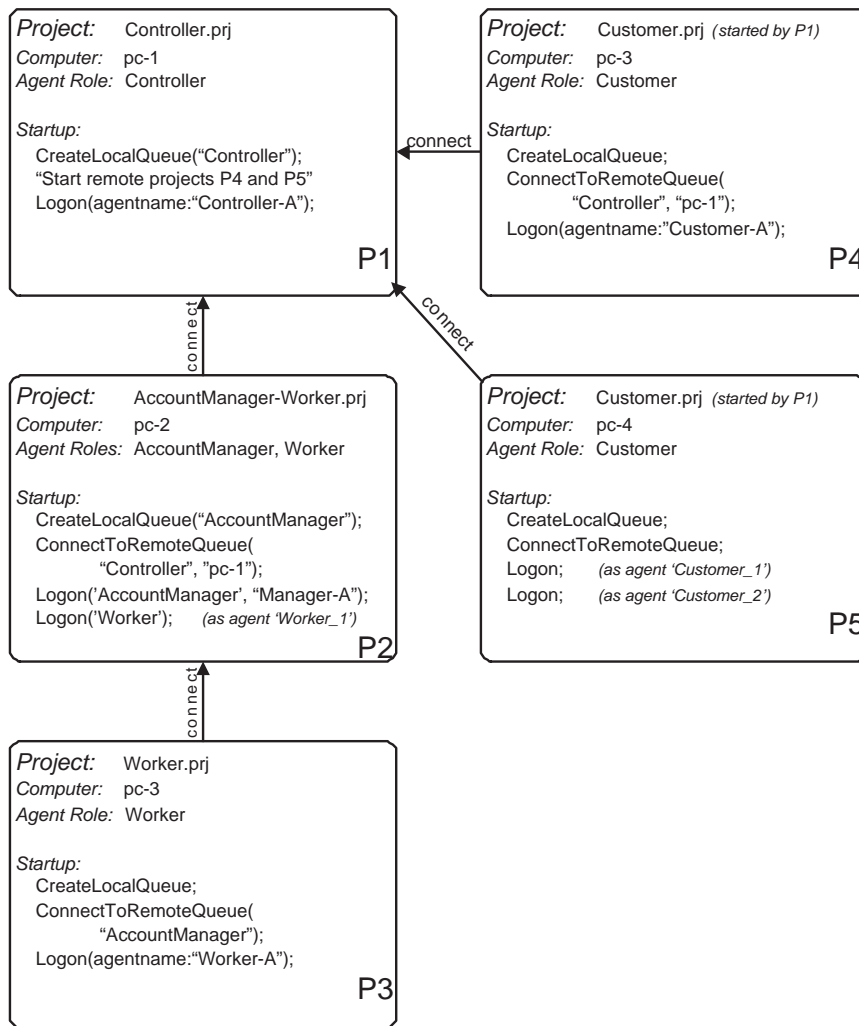 Project: Controller.prj
Computer: pc-1
Agent Role: Controller
Startup:
CreateLocalQueue(“Controller”);
“Start remote projects P4 and P5”
Logon(agentname:“Controller-A”);
P1
connect
Project: Customer.prj (started by P1)
Computer: pc-3
Agent Role: Customer
Startup:
CreateLocalQueue;
ConnectToRemoteQueue(
“Controller”, “pc-1”);
Logon(agentname:”Customer-A”);
P4
connect
connect
Project: AccountManager-Worker.prj
Computer: pc-2
Agent Roles: AccountManager, Worker
Startup:
CreateLocalQueue(“AccountManager”);
ConnectToRemoteQueue(
“Controller”, ”pc-1”);
Logon('AccountManager’, “Manager-A”);
Logon('Worker’); (as agent ‘Worker_1’)
P2
Project: Customer.prj (started by P1)
Computer: pc-4
Agent Role: Customer
Startup:
CreateLocalQueue;
ConnectToRemoteQueue;
Logon; (as agent ‘Customer_1’)
Logon; (as agent ‘Customer_2’)
P5
connect
Project: Worker.prj
Computer: pc-3
Agent Role: Worker
Startup:
CreateLocalQueue;
ConnectToRemoteQueue(
“AccountManager”);
Logon(agentname:“Worker-A”);
P3